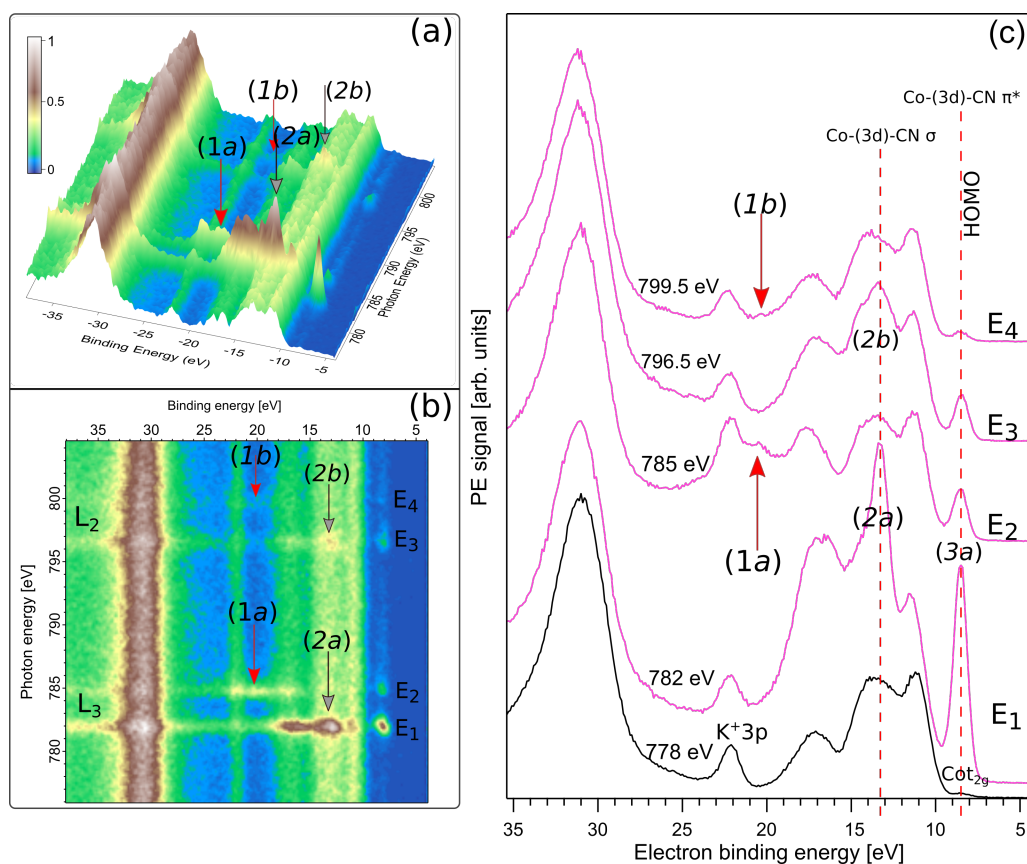 (a)
1
0.5
0
(1b)
(2b)
(2a)
(1a)
800
795
790
785
780
Photon Energy (eV)
-35
-30
-25
-20
-15
-10
-5
Binding Energy (eV)
(b)
Binding energy [eV]
35 30 25 20 15 10 5
(1b)
(2b)
L2
E4
E3
(1a)
(2a)
L3
E2
E1
800
795
790
785
780
Photon energy [eV]
(c)
Co-(3d)-CN π*
Co-(3d)-CN σ
HOMO
(1b)
799.5 eV
E4
(2b)
796.5 eV
E3
785 eV
(1a)
(2a)
E2
(3a)
782 eV
E1
K+3p
778 eV
Cot2g
PE signal [arb. units]
35 30 25 20 15 10 5
Electron binding energy [eV]